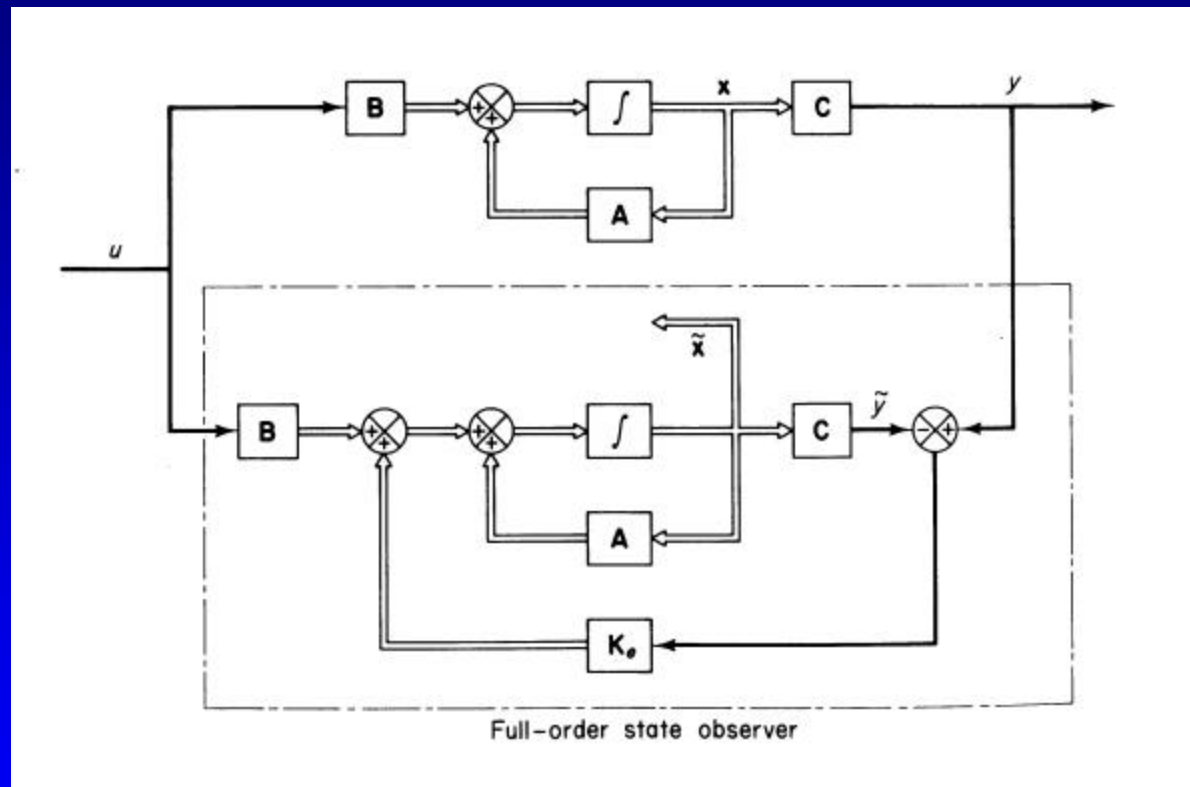 B
+
+
∫
x
C
y
A
u
x̃
B
+
+
+
+
∫
C
ỹ
-
+
A
Kₑ
Full-order state observer